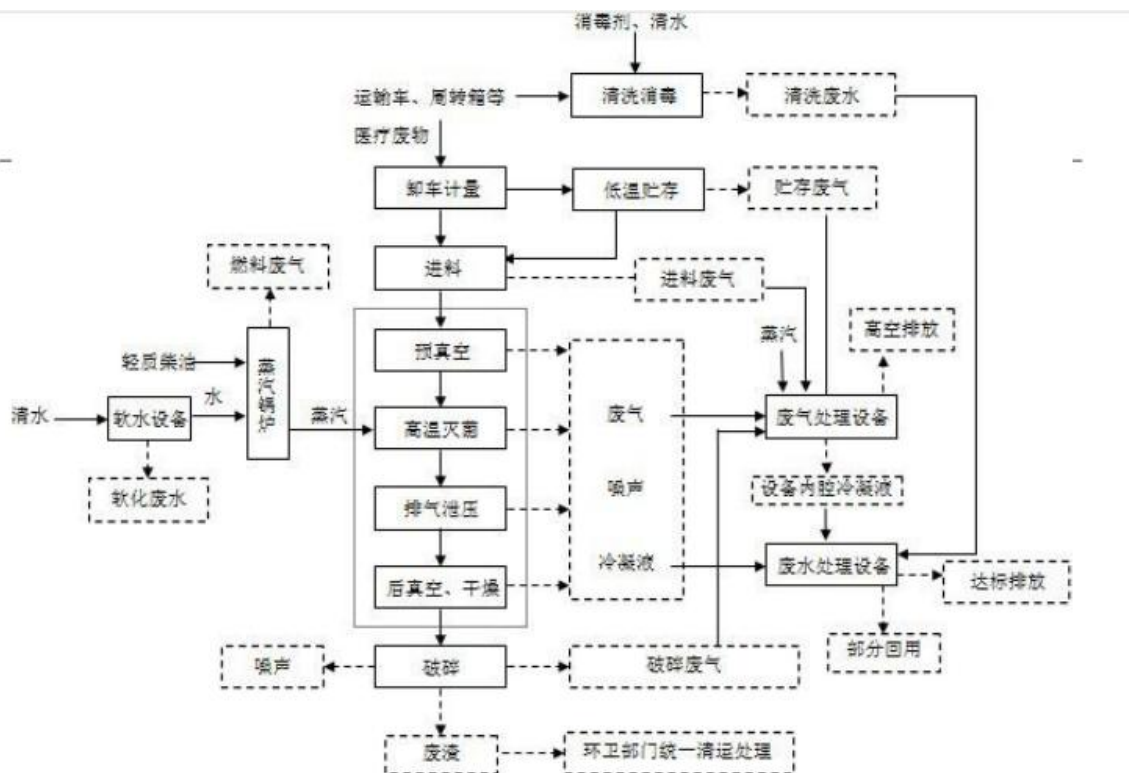 消毒剂、清水
运输车、周转箱等
清洗消毒
清洗废水
医疗废物
卸车计量
低温贮存
贮存废气
燃料废气
进料
进料废气
高空排放
蒸汽
预真空
轻质柴油
蒸汽锅炉
清水
软水设备
水
蒸汽
高温灭菌
废气
废气处理设备
软化废水
排气泄压
噪声
设备内腔冷凝液
后真空、干燥
冷凝液
废水处理设备
达标排放
部分回用
噪声
破碎
破碎废气
废渣
环卫部门统一清运处理